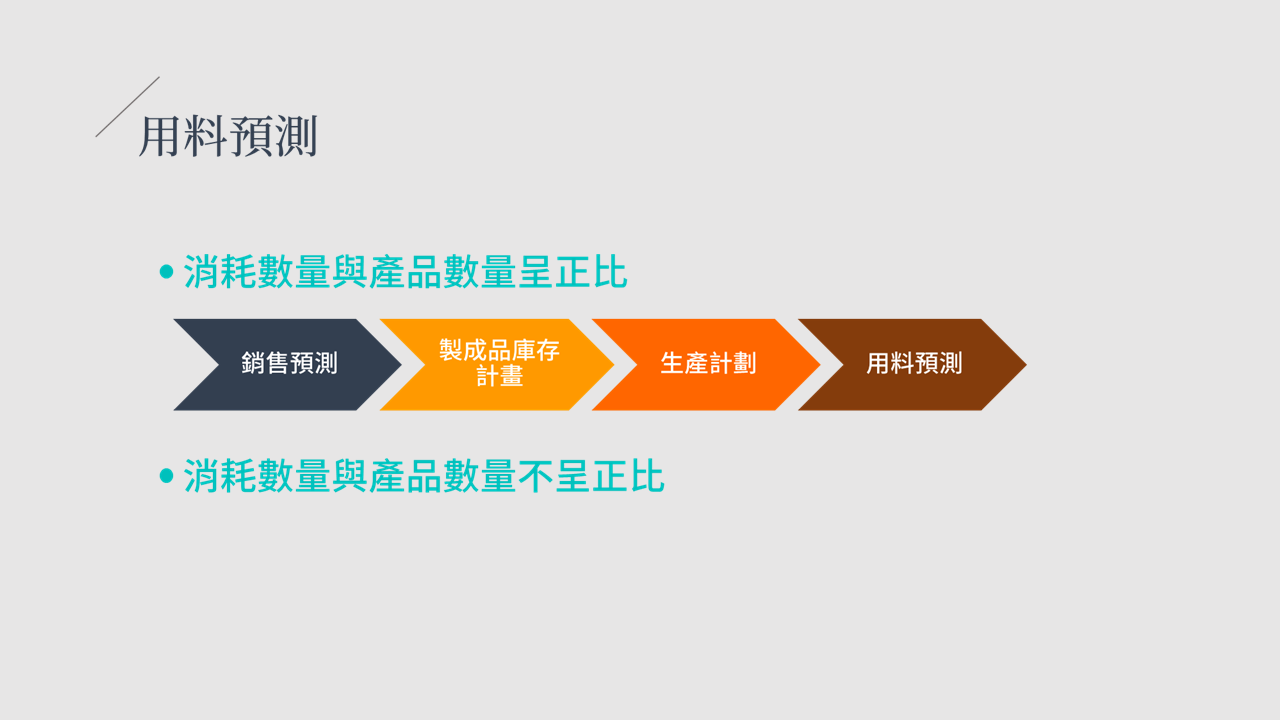 用料預測
• 消耗數量與產品數量呈正比
銷售預測
製成品庫存
計畫
生產計劃
用料預測
• 消耗數量與產品數量不呈正比